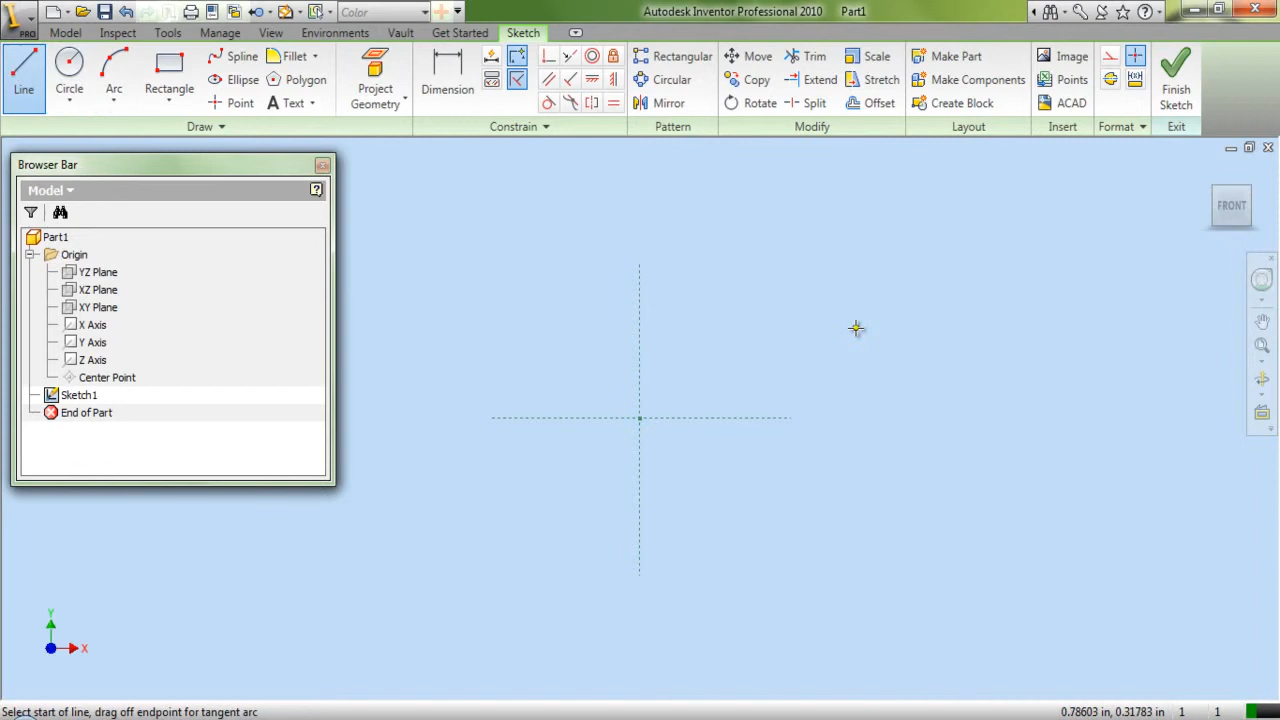 Color
Autodesk Inventor Professional 2010 Part1
PRO
Model Inspect Tools Manage View Environments Vault Get Started Sketch
Line
Circle
Arc
Rectangle
Spline
Ellipse
Point
Fillet
Polygon
Text
Draw
Project
Geometry
Dimension
Constrain
Rectangular
Circular
Mirror
Pattern
Move
Copy
Rotate
Trim
Extend
Split
Scale
Stretch
Offset
Modify
Make Part
Make Components
Create Block
Layout
Image
Points
ACAD
Insert
Format
Finish
Sketch
Exit
Browser Bar
Model
Part1
Origin
YZ Plane
XZ Plane
XY Plane
X Axis
Y Axis
Z Axis
Center Point
Sketch1
End of Part
FRONT
Y
X
Select start of line, drag off endpoint for tangent arc
0.78603 in, 0.31783 in 1 1